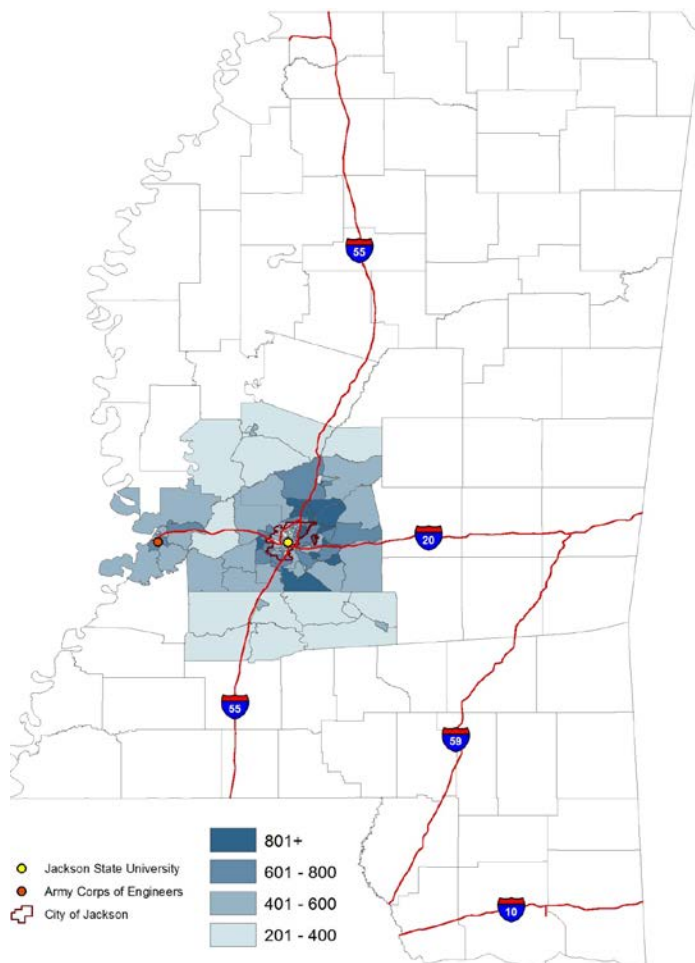 55
20
55
59
10
Jackson State University
Army Corps of Engineers
City of Jackson
801+
601 - 800
401 - 600
201 - 400